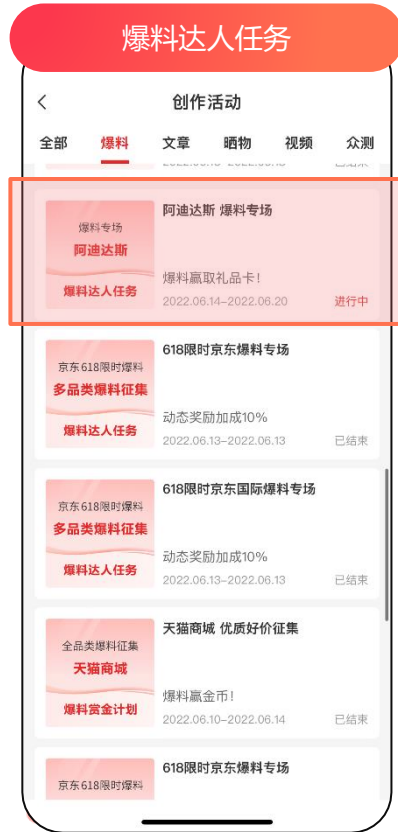 爆料达人任务
创作活动
全部 爆料 文章 晒物 视频 众测
爆料专场
阿迪达斯
爆料达人任务
阿迪达斯 爆料专场
爆料赢取礼品卡！
2022.06.14-2022.06.20 进行中
京东618限时爆料
多品类爆料征集
爆料达人任务
618限时京东爆料专场
动态奖励加成10%
2022.06.13-2022.06.13 已结束
京东618限时爆料
多品类爆料征集
爆料达人任务
618限时京东国际爆料专场
动态奖励加成10%
2022.06.13-2022.06.13 已结束
全品类爆料征集
天猫商城
爆料赏金计划
天猫商城 优质好价征集
爆料赢金币！
2022.06.10-2022.06.14 已结束
京东618限时爆料
618限时京东爆料专场